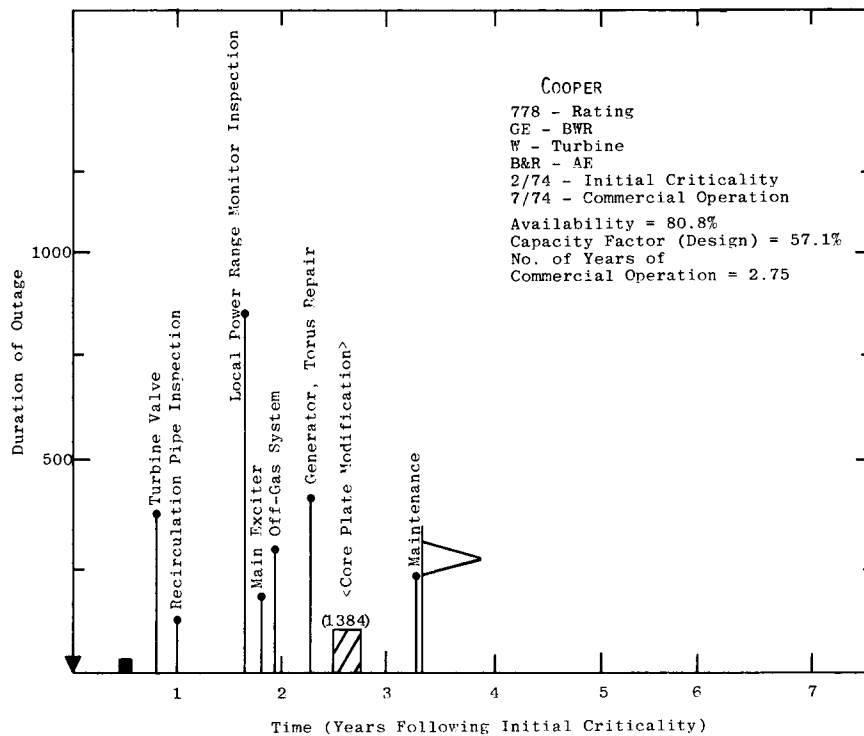 COOPER
778 - Rating
GE - BWR
W - Turbine
B&R - AE
2/74 - Initial Criticality
7/74 - Commercial Operation
Availability = 80.8%
Capacity Factor (Design) = 57.1%
No. of Years of
Commercial Operation = 2.75
Duration of Outage
1000
500
Turbine Valve
Recirculation Pipe Inspection
Local Power Range Monitor Inspection
Main Exciter
Off-Gas System
Generator, Torus Repair
<Core Plate Modification>
(1384)
Maintenance
1 2 3 4 5 6 7
Time (Years Following Initial Criticality)